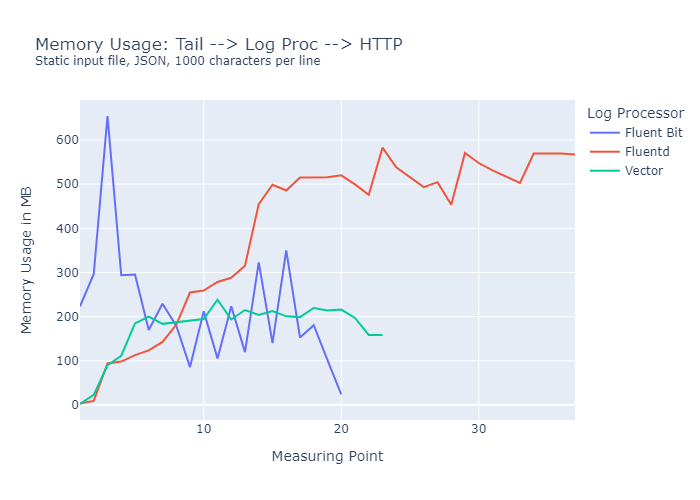 Memory Usage: Tail --> Log Proc --> HTTP
Static input file, JSON, 1000 characters per line
Log Processor
Fluent Bit
Fluentd
Vector
Memory Usage in MB
600
500
400
300
200
100
0
10
20
30
Measuring Point